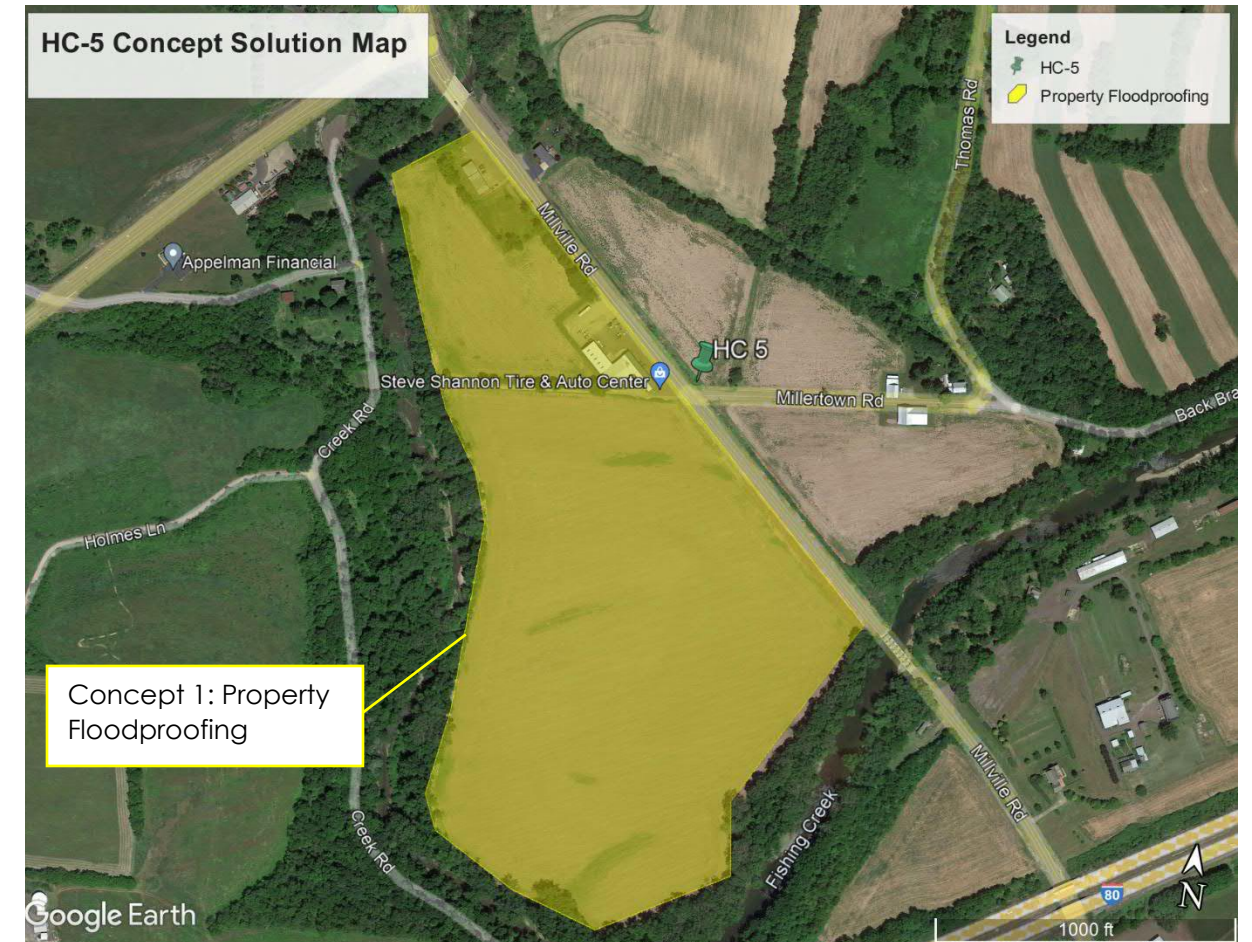 HC-5 Concept Solution Map
Legend
HC-5
Property Floodproofing
Thomas Rd
Millville Rd
Appelman Financial
HC 5
Steve Shannon Tire & Auto Center
Millertown Rd
Back Bra
Creek Rd
Holmes Ln
Concept 1: Property
Floodproofing
Millville Rd
Creek Rd
Fishing Creek
80
N
Google Earth
1000 ft